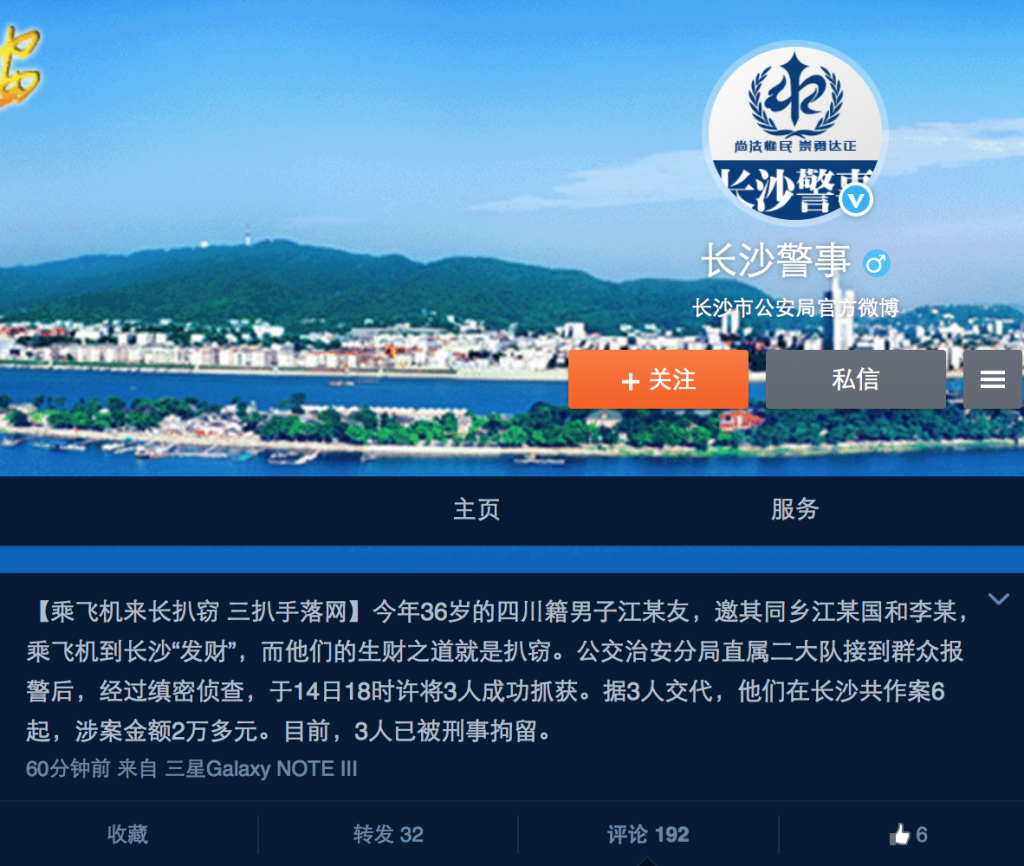 岛
尚法惟民 崇勇达正
长沙警事
长沙警事
长沙市公安局官方微博
+ 关注
私信
主页
服务
【乘飞机来长扒窃 三扒手落网】今年36岁的四川籍男子江某友，邀其同乡江某国和李某，
乘飞机到长沙“发财”，而他们的生财之道就是扒窃。公交治安分局直属二大队接到群众报
警后，经过缜密侦查，于14日18时许将3人成功抓获。据3人交代，他们在长沙共作案6
起，涉案金额2万多元。目前，3人已被刑事拘留。
60分钟前 来自 三星Galaxy NOTE III
收藏
转发 32
评论 192
6